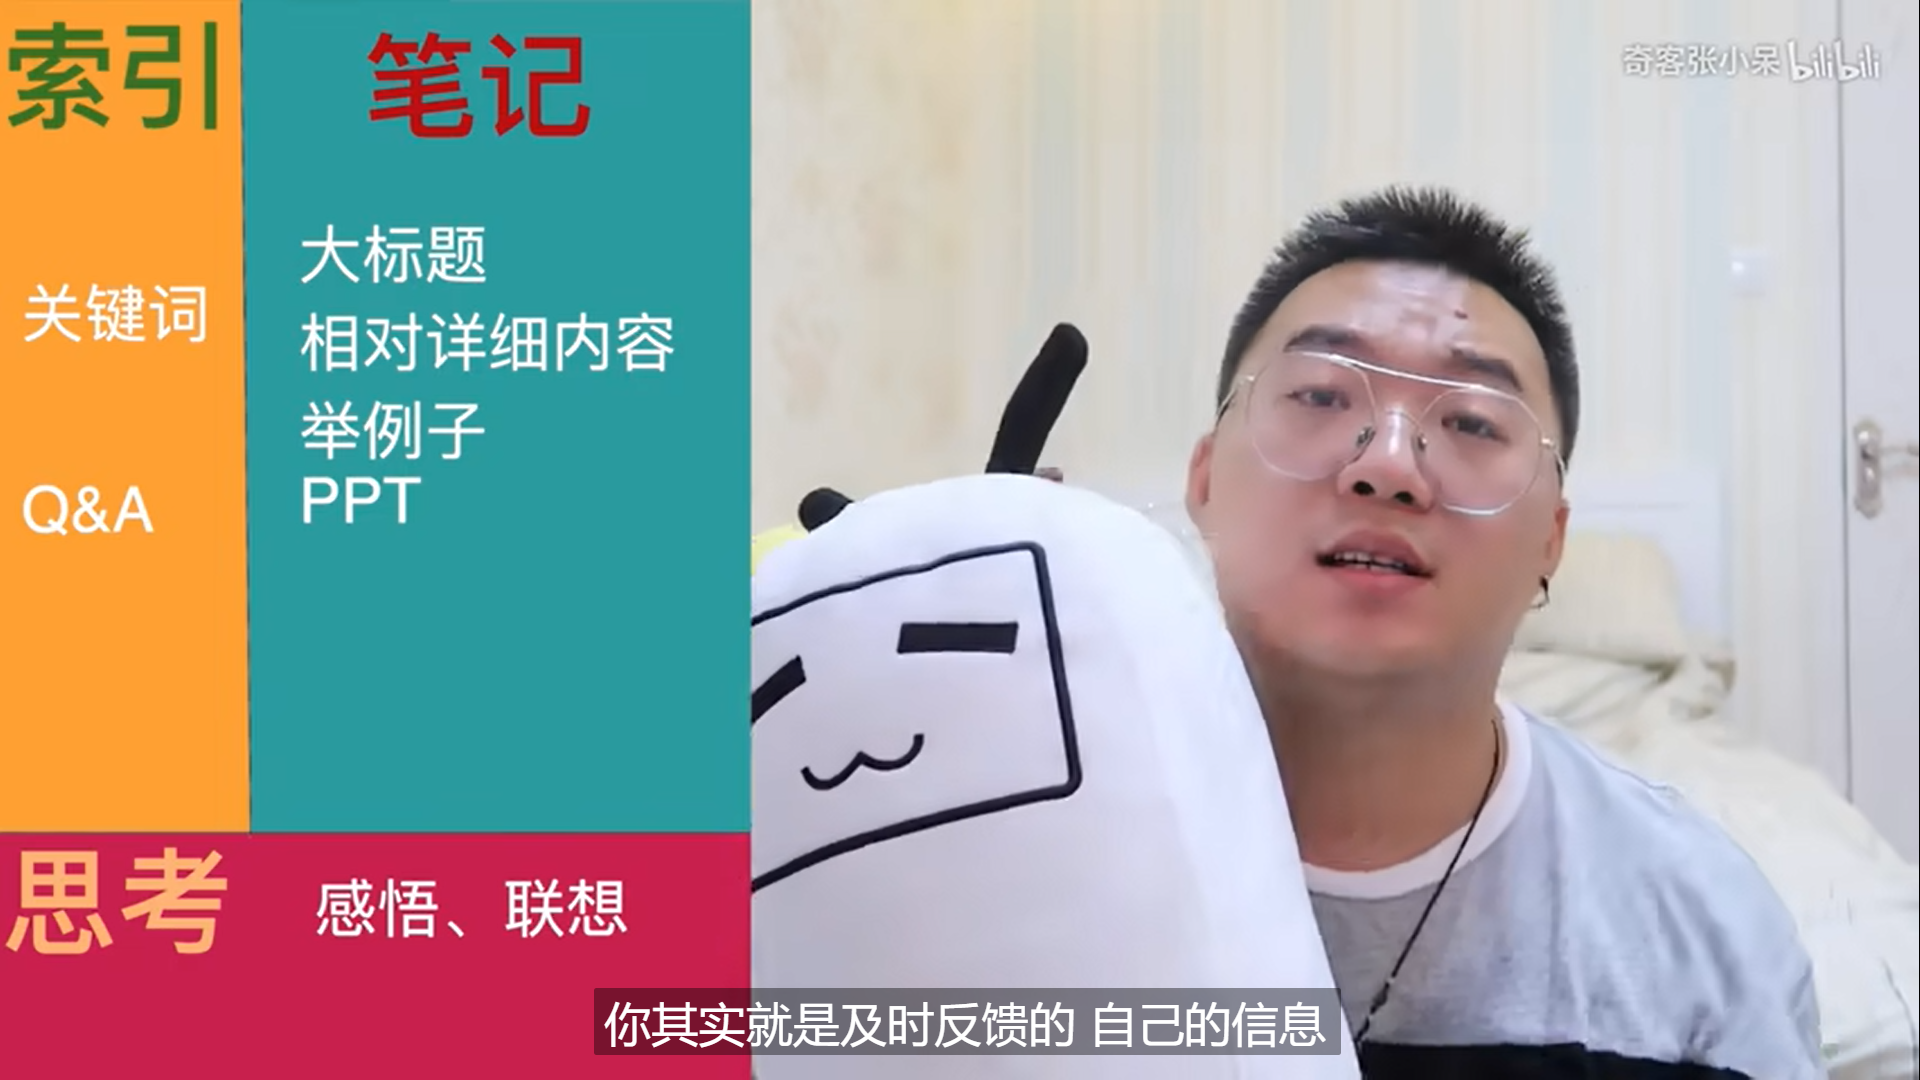 索引
关键词
Q&A
笔记
大标题
相对详细内容
举例子
PPT
思考
感悟、联想
奇客张小呆 bilibili
你其实就是及时反馈的 自己的信息